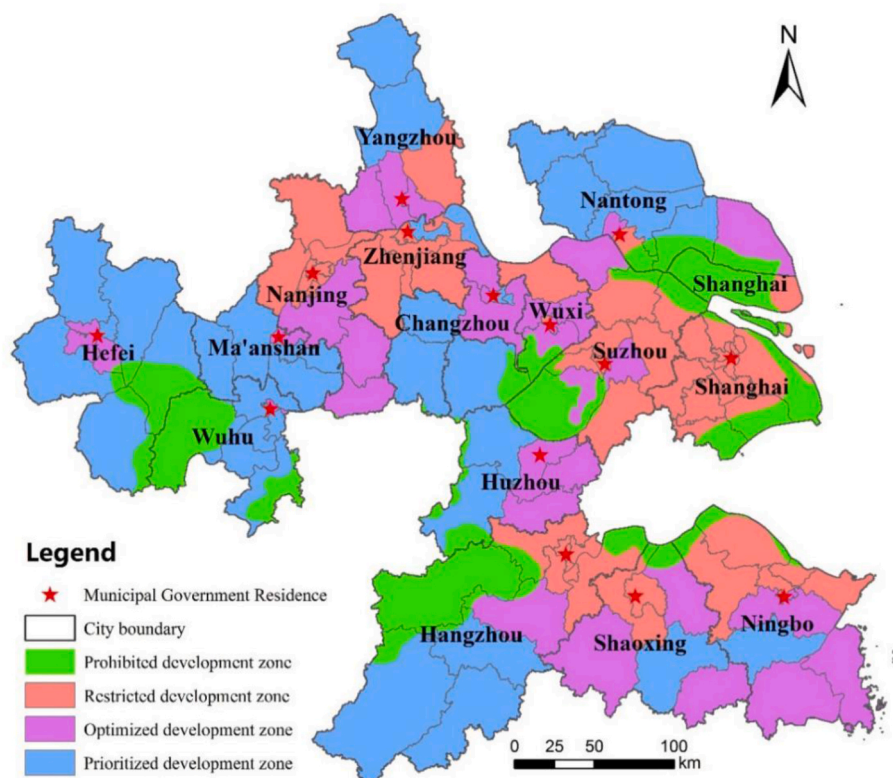 N
Yangzhou
Nantong
Zhenjiang
Shanghai
Nanjing
Changzhou
Wuxi
Ma'anshan
Hefei
Suzhou
Shanghai
Wuhu
Huzhou
Legend
Municipal Government Residence
City boundary
Prohibited development zone
Restricted development zone
Optimized development zone
Prioritized development zone
Hangzhou
Shaoxing
Ningbo
0 25 50 100
km